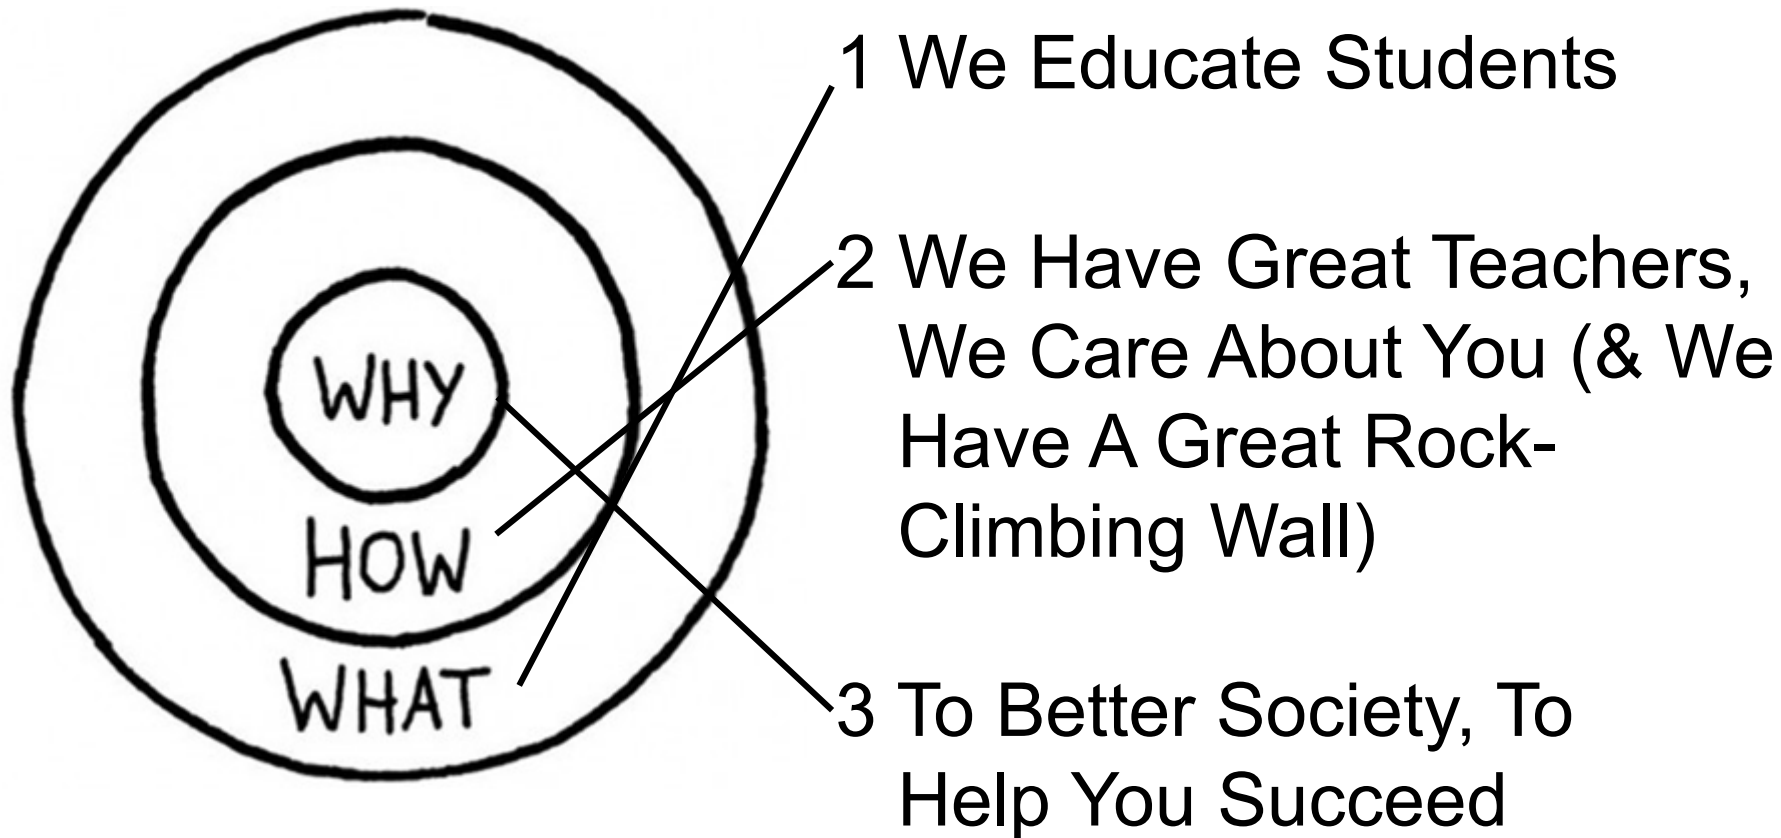 WHY
HOW
WHAT
1 We Educate Students
2 We Have Great Teachers,
We Care About You (& We
Have A Great Rock-
Climbing Wall)
3 To Better Society, To
Help You Succeed